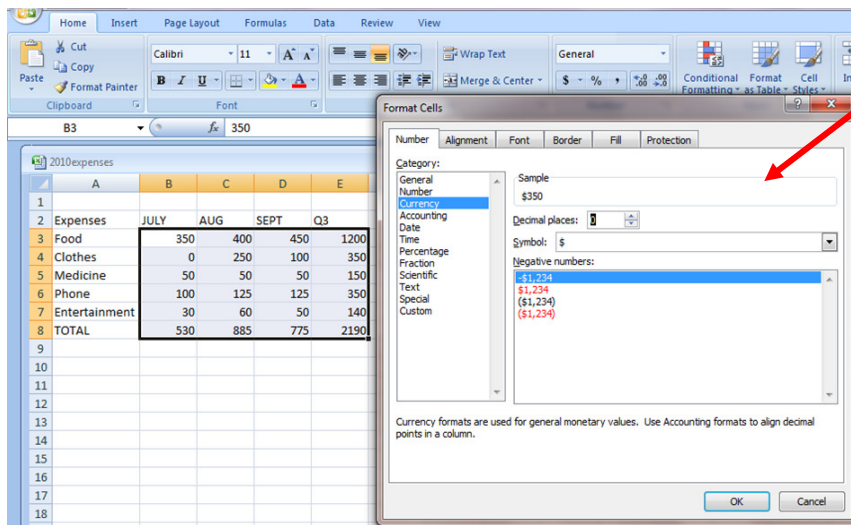 Home Insert Page Layout Formulas Data Review View
Cut
Copy
Format Painter
Paste
Clipboard
Calibri 11 A A
B I U A
Font
Wrap Text
Merge & Center
General
$ % , .0 .00 .00 .0
Conditional Formatting
Format as Table
Cell Styles
B3 fx 350
2010expenses
A B C D E
1
2 Expenses JULY AUG SEPT Q3
3 Food 350 400 450 1200
4 Clothes 0 250 100 350
5 Medicine 50 50 50 150
6 Phone 100 125 125 350
7 Entertainment 30 60 50 140
8 TOTAL 530 885 775 2190
9
10
11
12
13
14
15
16
17
18
Format Cells
Number Alignment Font Border Fill Protection
Category:
General
Number
Currency
Accounting
Date
Time
Percentage
Fraction
Scientific
Text
Special
Custom
Sample
$350
Decimal places: 0
Symbol: $
Negative numbers:
-$1,234
$1,234
($1,234)
($1,234)
Currency formats are used for general monetary values. Use Accounting formats to align decimal
points in a column.
OK Cancel